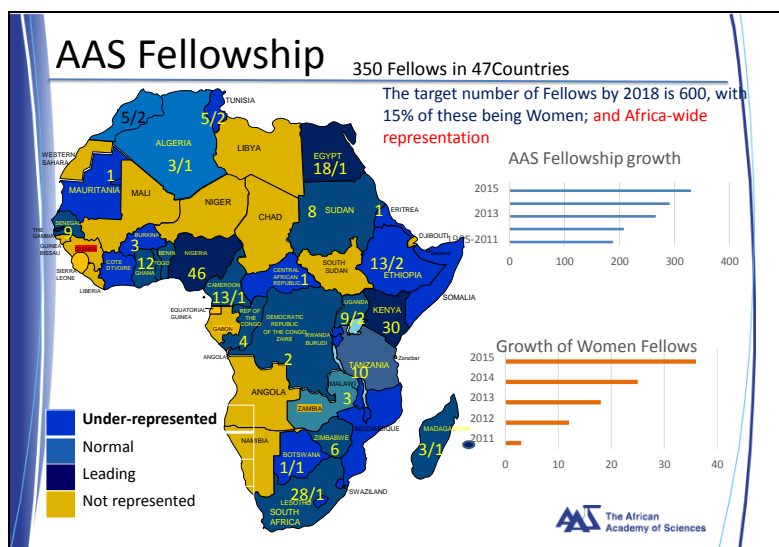 AAS Fellowship
350 Fellows in 47Countries
The target number of Fellows by 2018 is 600, with
15% of these being Women; and Africa-wide
representation
AAS Fellowship growth
2015
2013
1985-2011
0 100 200 300 400
Growth of Women Fellows
2015
2014
2013
2012
2011
0 10 20 30 40
5/2
5/2
TUNISIA
ALGERIA
3/1
LIBYA
EGYPT
18/1
WESTERN
SAHARA
1
MAURITANIA
MALI
NIGER
CHAD
8 SUDAN
1
ERITREA
DJIBOUTI
SENEGAL
9
THE
GAMBIA
GUINEA
BISSAU
GUINEA
SIERRA
LEONE
LIBERIA
BURKINA
3
COTE
D'IVOIRE
12
GHANA
TOGO
BENIN
NIGERIA
46
CAMEROON
13/1
CENTRAL
AFRICAN
REPUBLIC
1
SOUTH
SUDAN
13/2
ETHIOPIA
SOMALIA
EQUATORIAL
GUINEA
GABON
REP OF
THE
CONGO
4
DEMOCRATIC
REPUBLIC
OF THE CONGO
ZAIRE
2
UGANDA
9/2
KENYA
30
RWANDA
BURUDI
TANZANIA
10
Zanzibar
ANGOLA
ANGOLA
ZAMBIA
MALAWI
3
MOZAMBIQUE
MADAGASCAR
3/1
NAMIBIA
ZIMBABWE
6
BOTSWANA
1/1
SWAZILAND
28/1
LESOTHO
SOUTH
AFRICA
Under-represented
Normal
Leading
Not represented
AAS
The African
Academy of Sciences